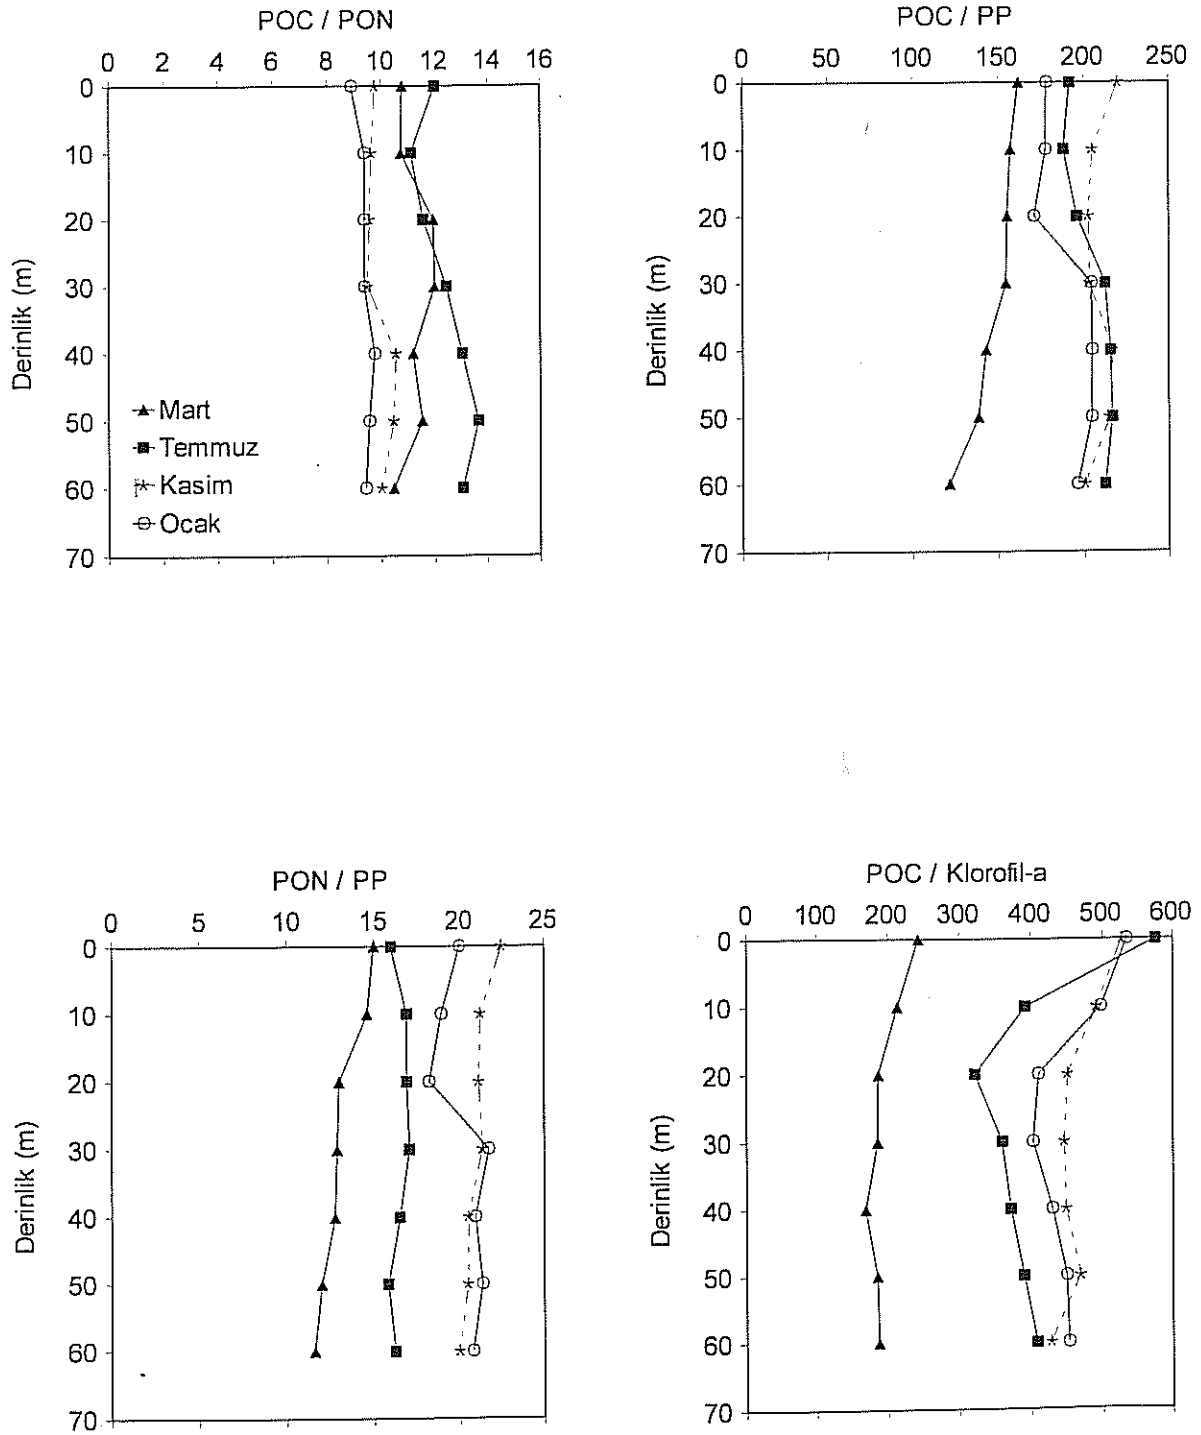 POC / PON
0 2 4 6 8 10 12 14 16
0
10
20
30
40
50
60
70
Derinlik (m)
Mart
Temmuz
Kasim
Ocak
POC / PP
0 50 100 150 200 250
0
10
20
30
40
50
60
70
Derinlik (m)
PON / PP
0 5 10 15 20 25
0
10
20
30
40
50
60
70
Derinlik (m)
POC / Klorofil-a
0 100 200 300 400 500 600
0
10
20
30
40
50
60
70
Derinlik (m)